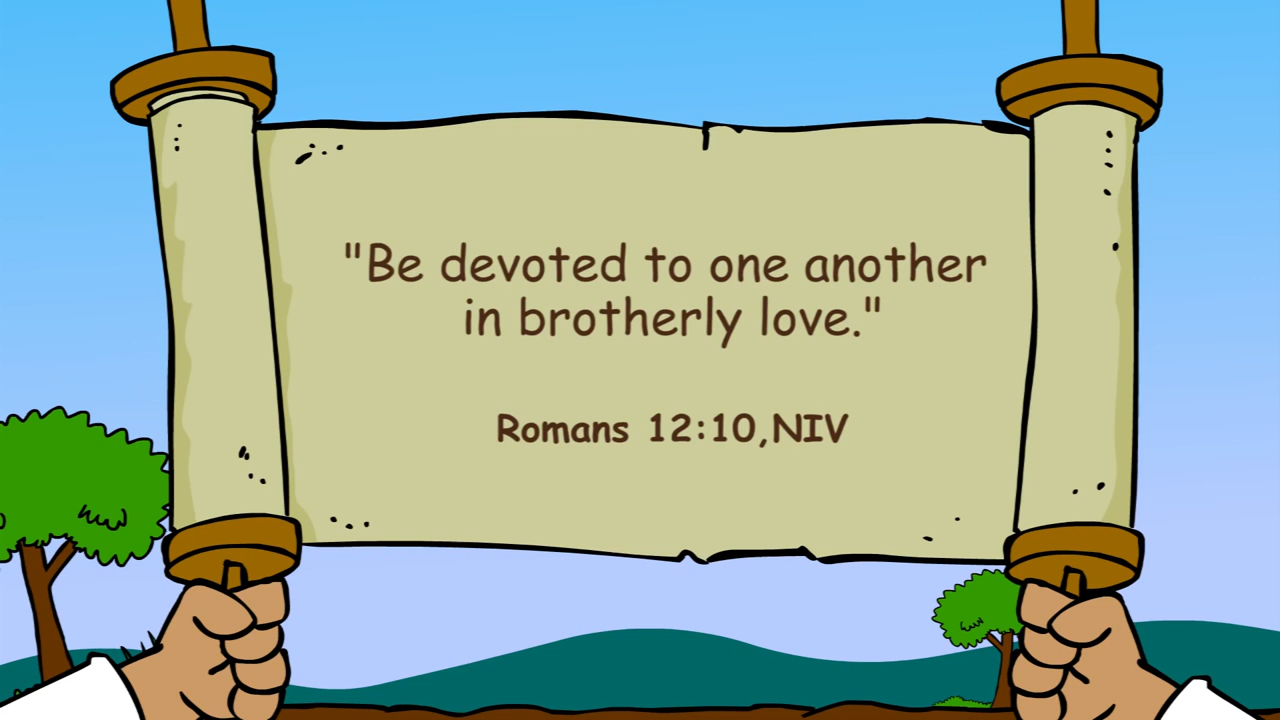 "Be devoted to one another
in brotherly love."
Romans 12:10,NIV